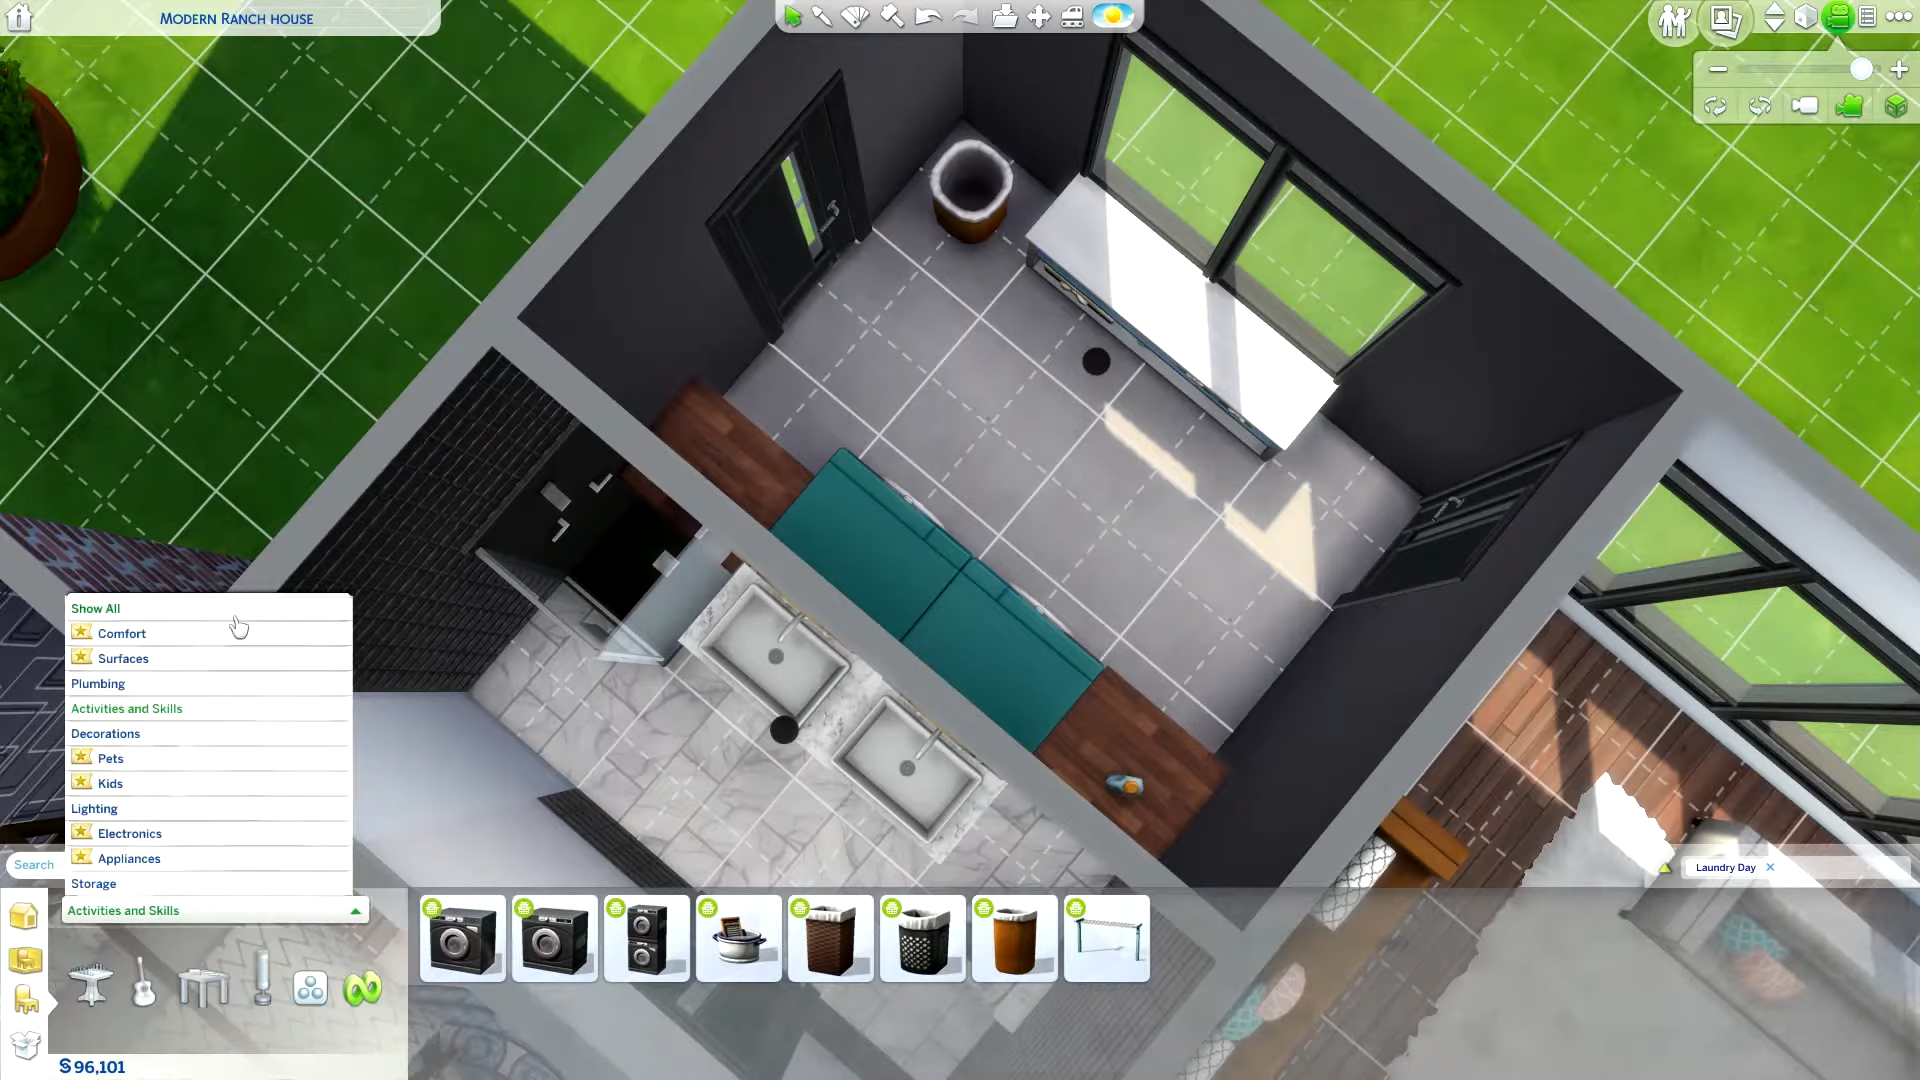 MODERN RANCH HOUSE
Show All
Comfort
Surfaces
Plumbing
Activities and Skills
Decorations
Pets
Kids
Lighting
Electronics
Appliances
Storage
Search
Activities and Skills
Laundry Day
§96,101